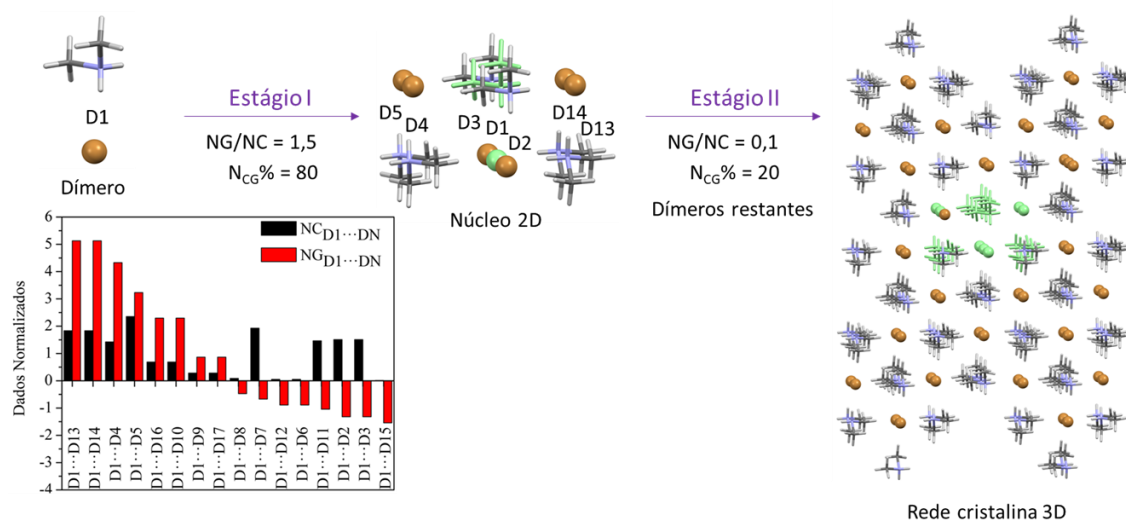 D1
Dímero
Estágio I
NG/NC = 1,5
N_CG% = 80
D5
D4
D3
D1
D2
D14
D13
Núcleo 2D
Estágio II
NG/NC = 0,1
N_CG% = 20
Dímeros restantes
Rede cristalina 3D
Dados Normalizados
6
5
4
3
2
1
0
-1
-2
-3
-4
NC_D1···DN
NG_D1···DN
D1···D13
D1···D14
D1···D4
D1···D5
D1···D16
D1···D10
D1···D9
D1···D17
D1···D8
D1···D7
D1···D12
D1···D6
D1···D11
D1···D2
D1···D3
D1···D15